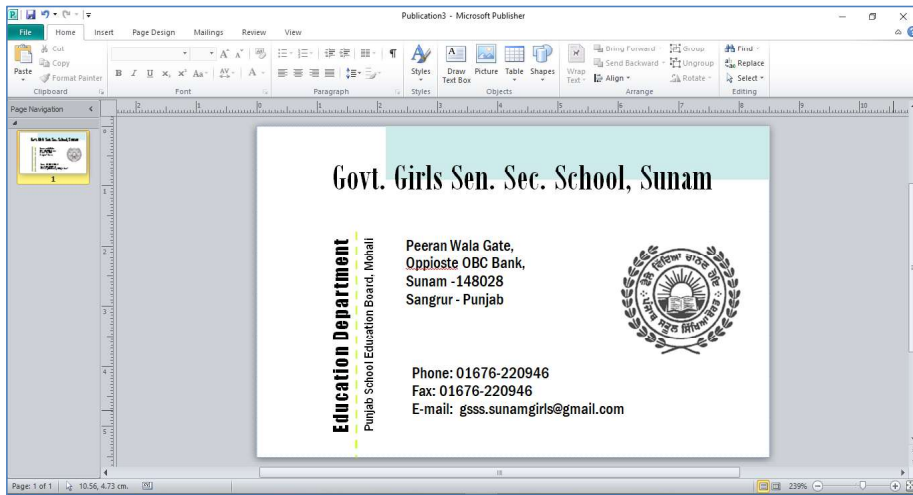 Publication3 - Microsoft Publisher
File Home Insert Page Design Mailings Review View
Cut
Copy
Format Painter
Paste
Clipboard
Font
Paragraph
Styles
Styles
Draw Text Box
Picture
Table
Shapes
Objects
Wrap Text
Bring Forward
Send Backward
Align
Group
Ungroup
Rotate
Arrange
Find
Replace
Select
Editing
Page Navigation
1
Govt. Girls Sen. Sec. School, Sunam
Education Department
Punjab School Education Board, Mohali
Peeran Wala Gate,
Oppioste OBC Bank,
Sunam -148028
Sangrur - Punjab
Phone: 01676-220946
Fax: 01676-220946
E-mail: gsss.sunamgirls@gmail.com
Page: 1 of 1
10.56, 4.73 cm.
239%